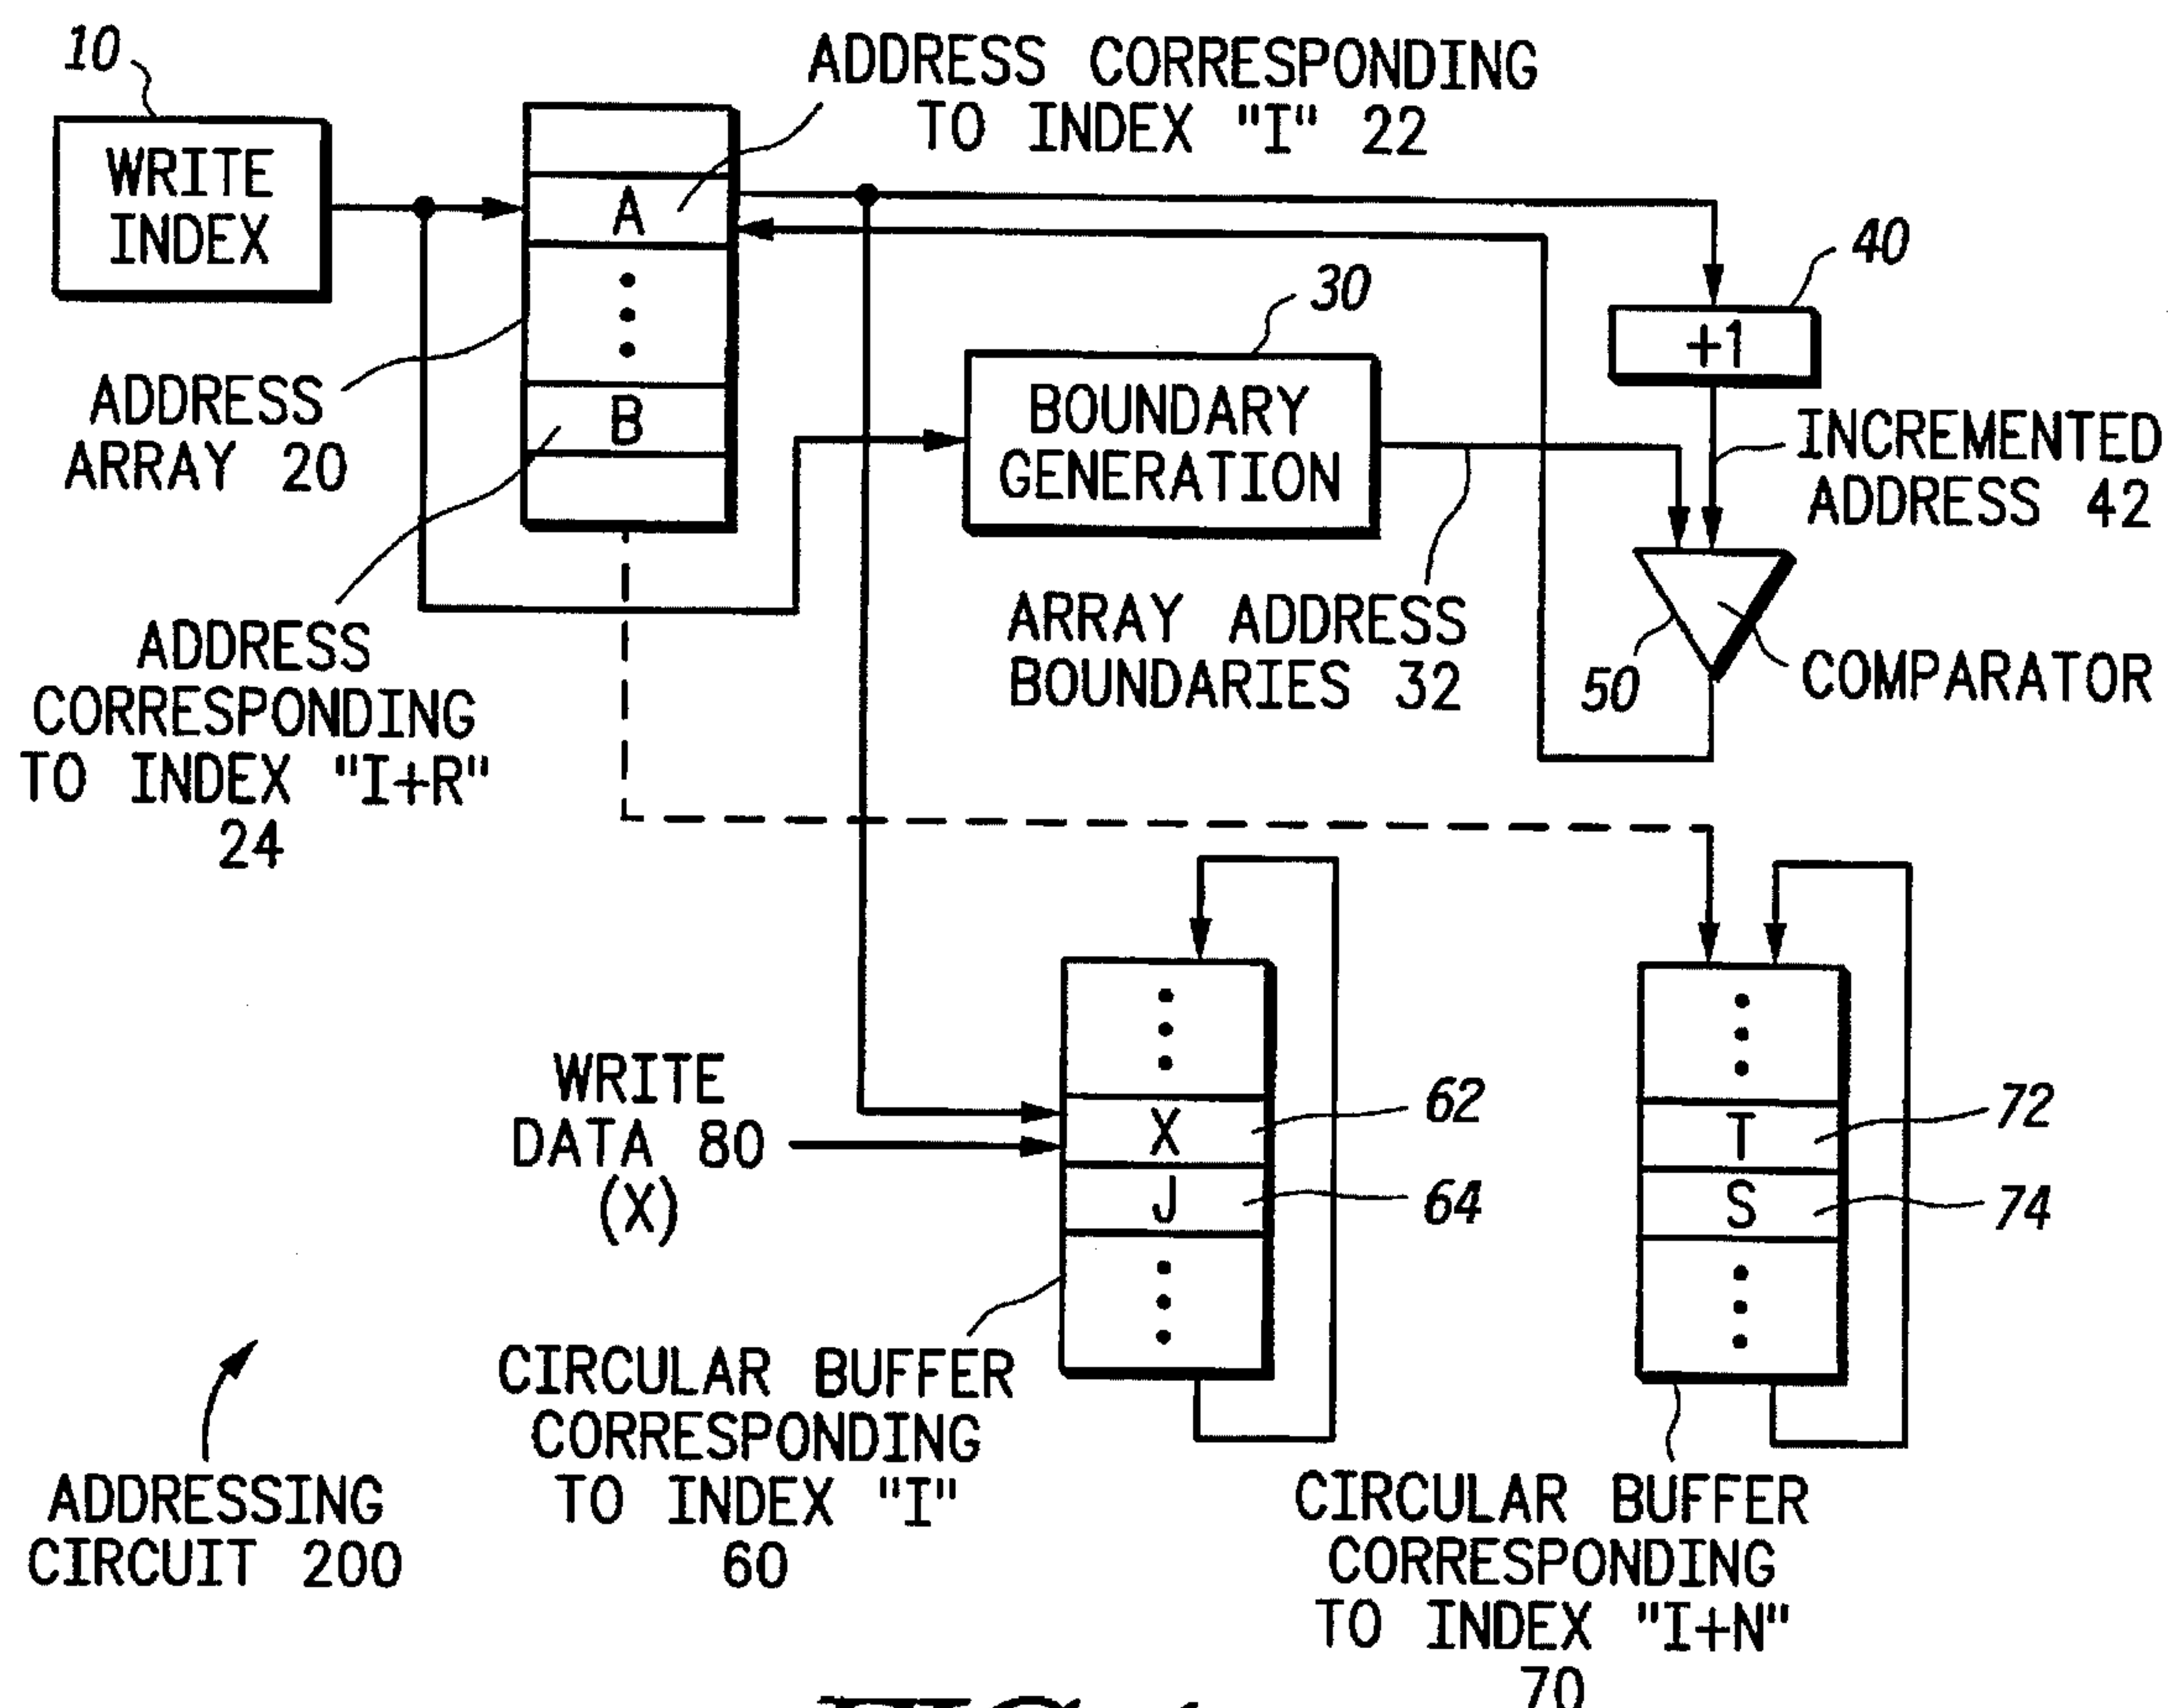 10
WRITE
INDEX
ADDRESS CORRESPONDING
TO INDEX "I" 22
A
40
30
+1
ADDRESS
ARRAY 20
B
BOUNDARY
GENERATION
INCREMENTED
ADDRESS 42
ADDRESS
CORRESPONDING
TO INDEX "I+R"
24
ARRAY ADDRESS
BOUNDARIES 32
50
COMPARATOR
WRITE
DATA 80
(X)
X
62
J
64
T
72
S
74
CIRCULAR BUFFER
CORRESPONDING
TO INDEX "I"
60
CIRCULAR BUFFER
CORRESPONDING
TO INDEX "I+N"
70
ADDRESSING
CIRCUIT 200